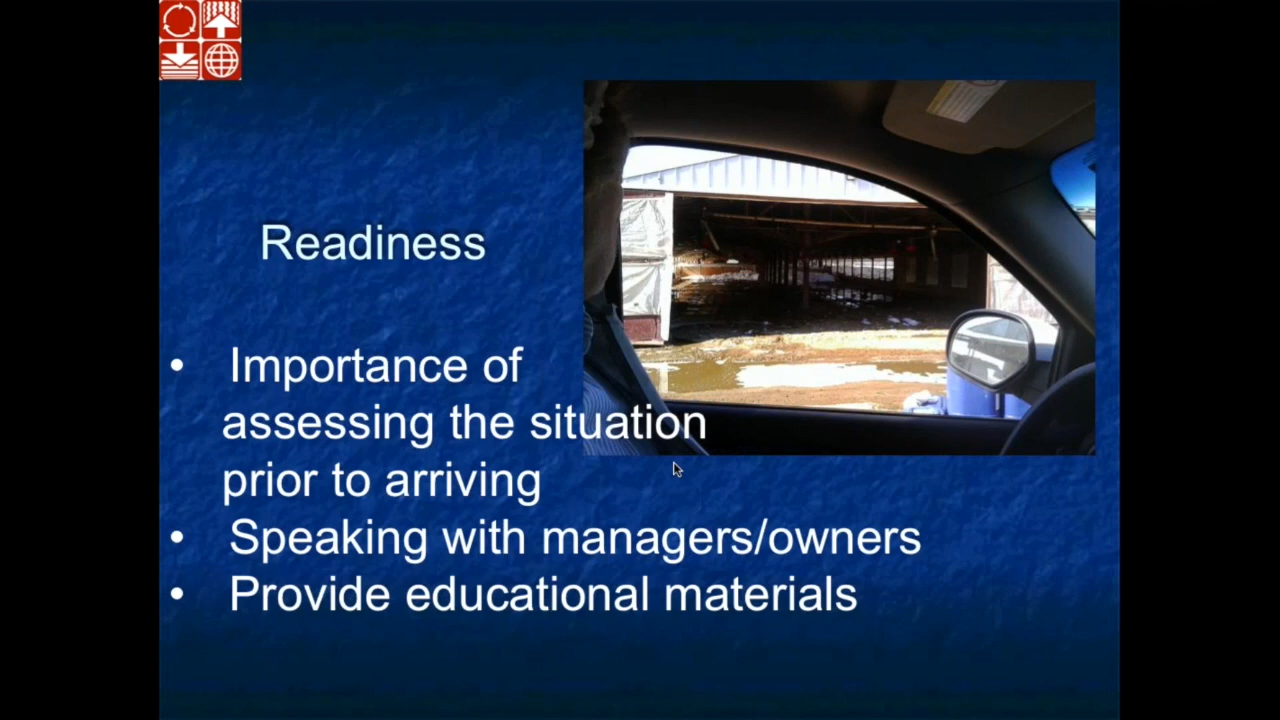 Readiness
• Importance of
assessing the situation
prior to arriving
• Speaking with managers/owners
• Provide educational materials